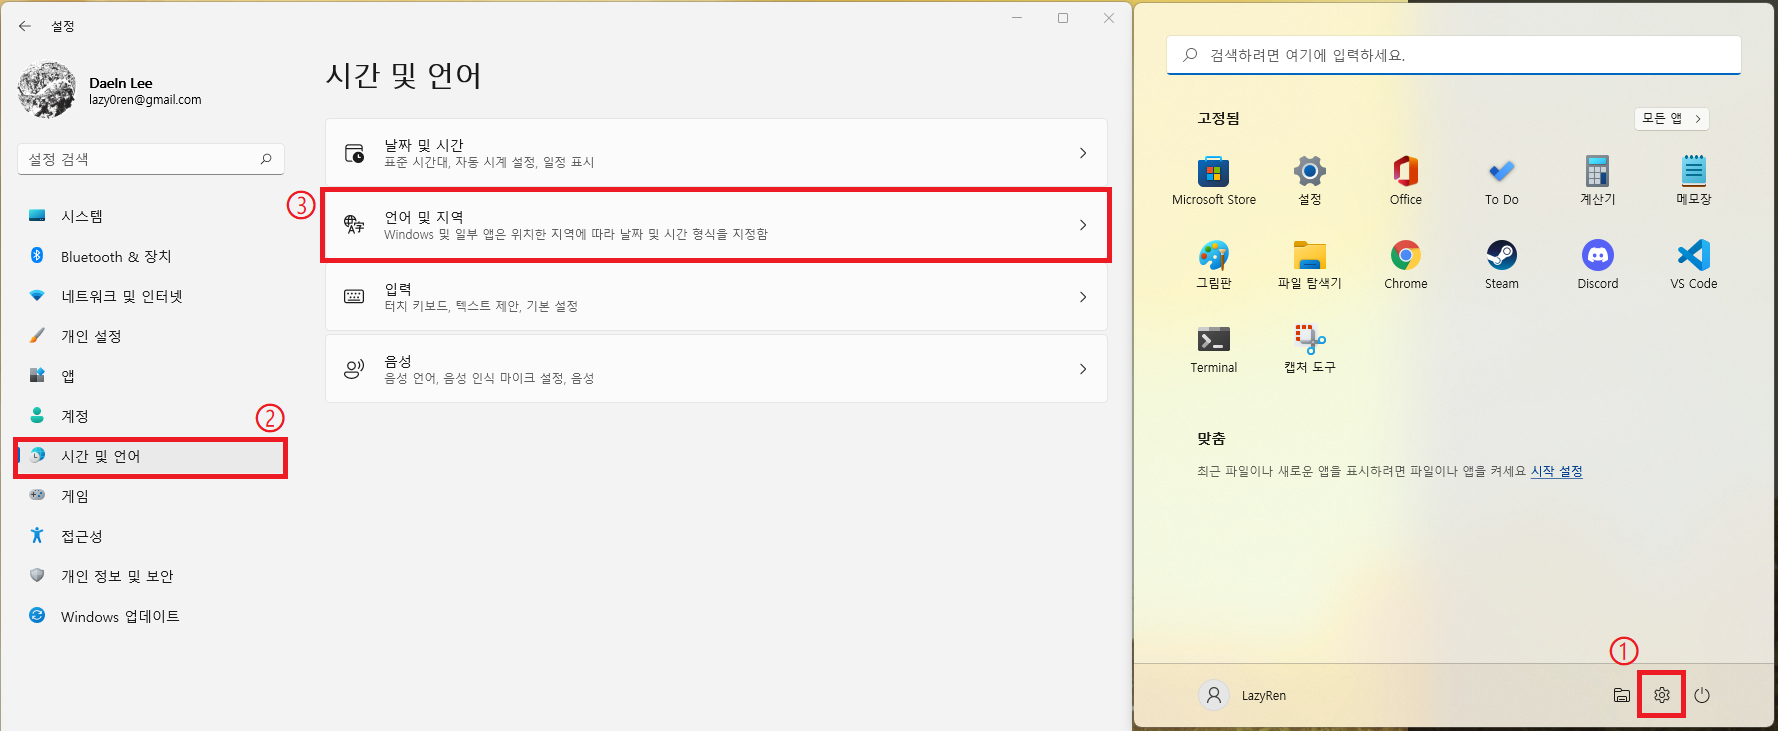 설정
DaeIn Lee
lazy0ren@gmail.com
설정 검색
시스템
Bluetooth & 장치
네트워크 및 인터넷
개인 설정
앱
계정
②
시간 및 언어
게임
접근성
개인 정보 및 보안
Windows 업데이트
시간 및 언어
날짜 및 시간
표준 시간대, 자동 시계 설정, 일정 표시
③
언어 및 지역
Windows 및 일부 앱은 위치한 지역에 따라 날짜 및 시간 형식을 지정함
입력
터치 키보드, 텍스트 제안, 기본 설정
음성
음성 언어, 음성 인식 마이크 설정, 음성
검색하려면 여기에 입력하세요.
고정됨
모든 앱
Microsoft Store
설정
Office
To Do
계산기
메모장
그림판
파일 탐색기
Chrome
Steam
Discord
VS Code
Terminal
캡처 도구
맞춤
최근 파일이나 새로운 앱을 표시하려면 파일이나 앱을 켜세요 시작 설정
①
LazyRen